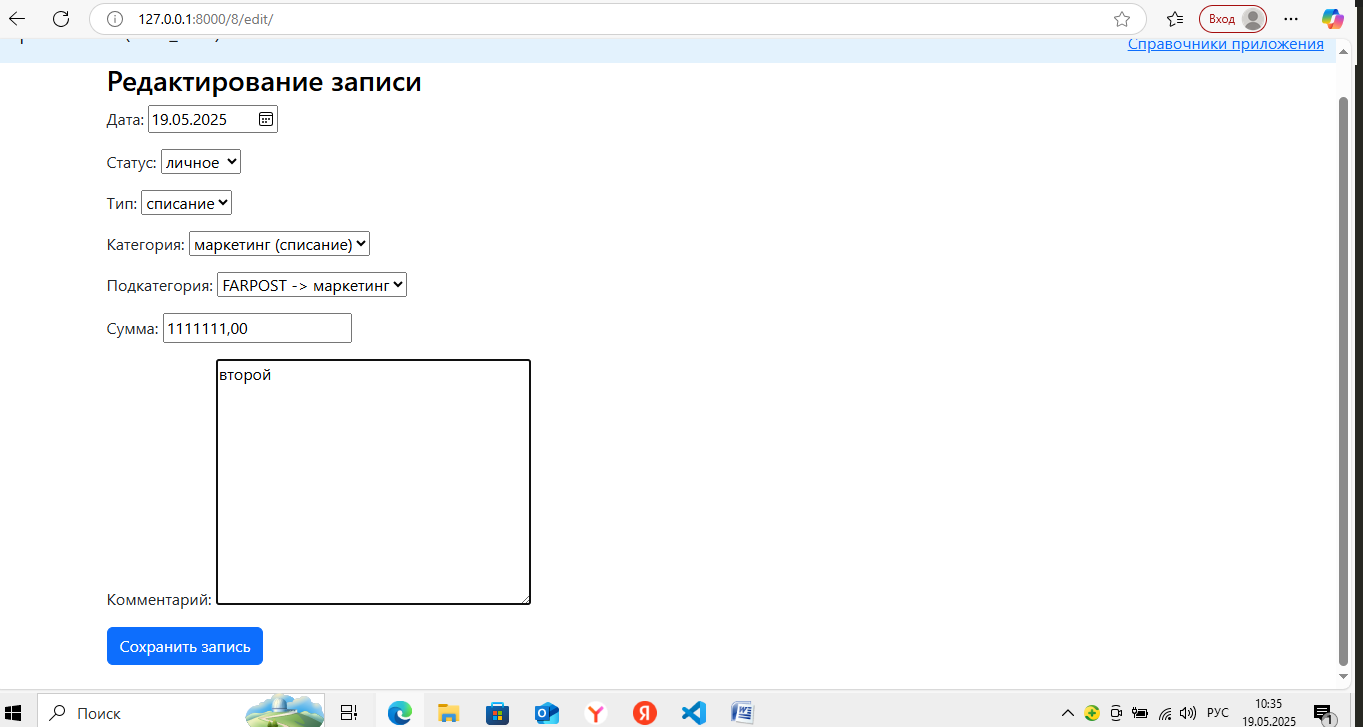 127.0.0.1:8000/8/edit/
Вход
Справочники приложения
Редактирование записи
Дата: 19.05.2025
Статус: личное
Тип: списание
Категория: маркетинг (списание)
Подкатегория: FARPOST -> маркетинг
Сумма: 1111111,00
второй
Комментарий:
Сохранить запись
Поиск
РУС
10:35
19.05.2025
1